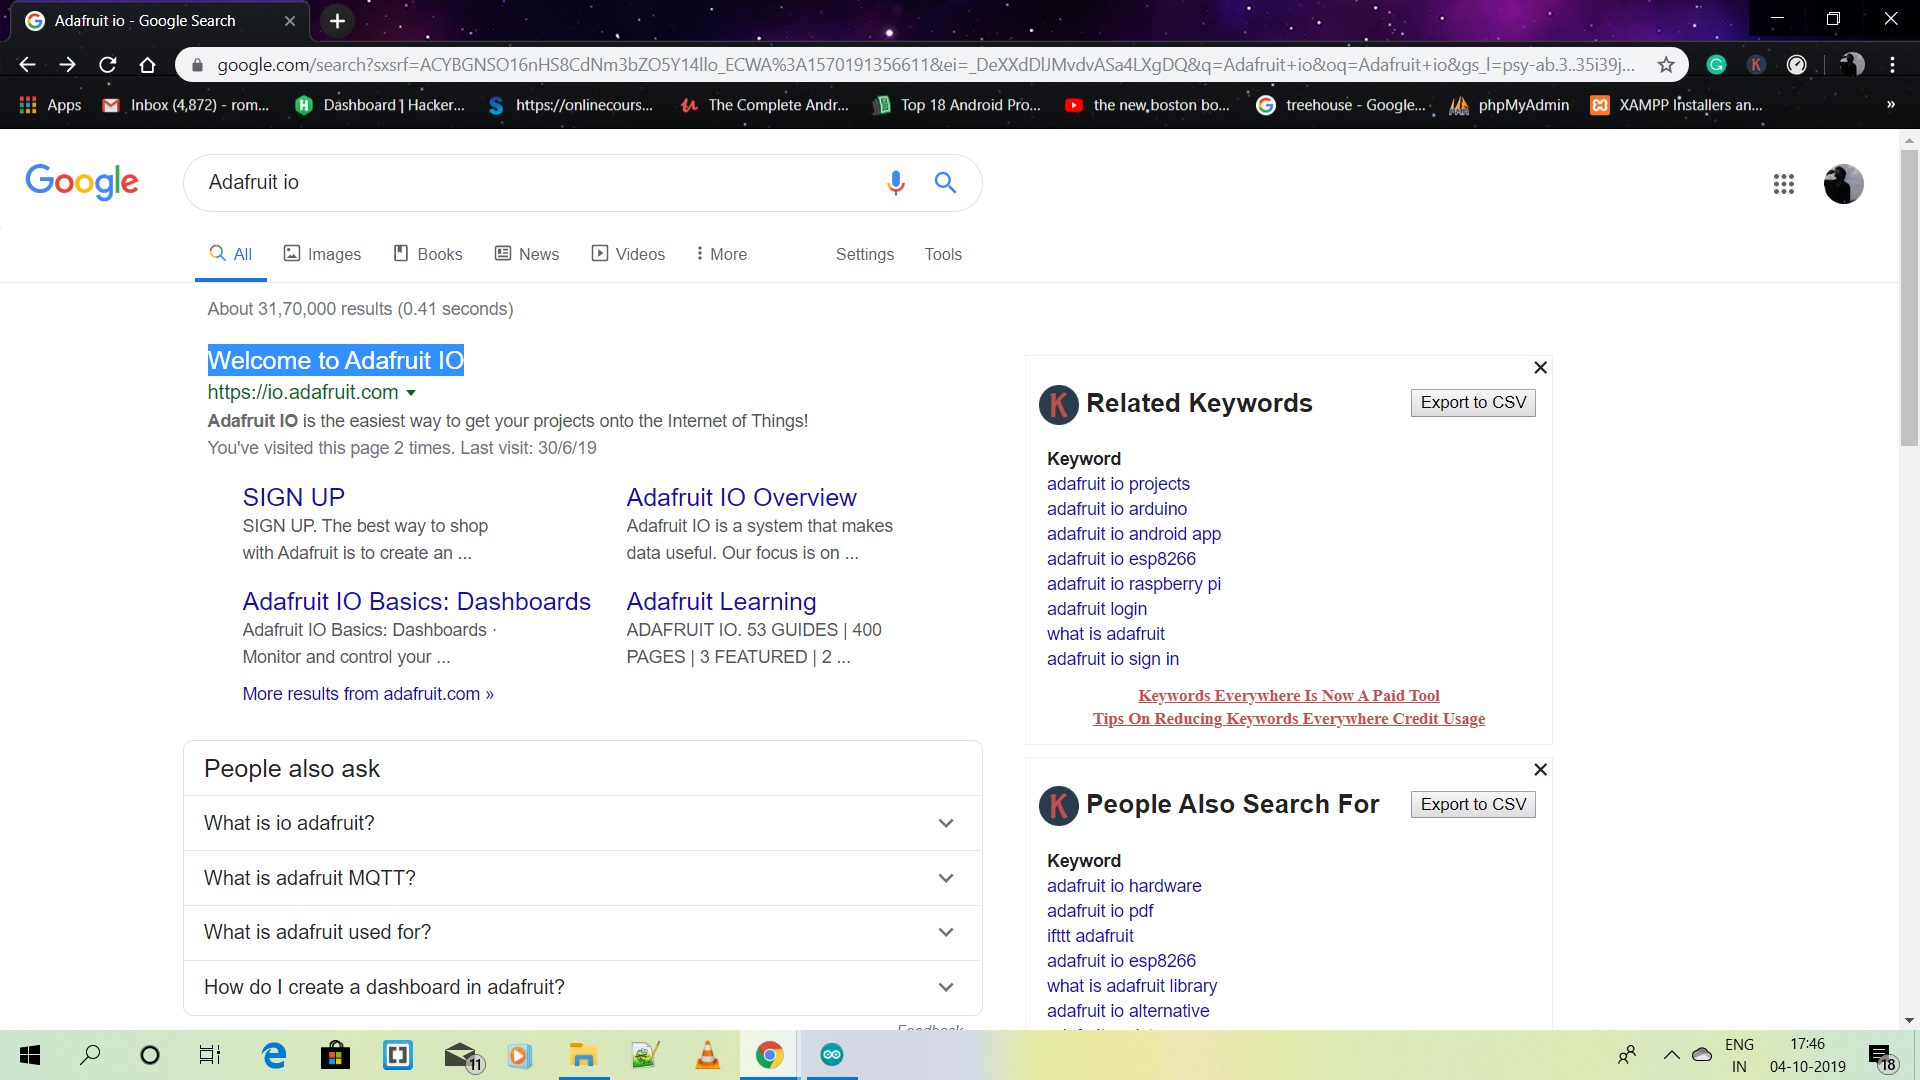 Adafruit io - Google Search
google.com/search?sxsrf=ACYBGNSO16nHS8CdNm3bZO5Y14llo_ECWA%3A1570191356611&ei=_DeXXdDlJMvdvASa4LXgDQ&q=Adafruit+io&oq=Adafruit+io&gs_l=psy-ab.3..35i39j...
Apps Inbox (4,872) - rom... Dashboard | Hacker... https://onlinecours... The Complete Andr... Top 18 Android Pro... the new boston bo... treehouse - Google... phpMyAdmin XAMPP Installers an... »
Google
Adafruit io
All Images Books News Videos More Settings Tools
About 31,70,000 results (0.41 seconds)
Welcome to Adafruit IO
https://io.adafruit.com
Adafruit IO is the easiest way to get your projects onto the Internet of Things!
You've visited this page 2 times. Last visit: 30/6/19
SIGN UP
SIGN UP. The best way to shop
with Adafruit is to create an ...
Adafruit IO Overview
Adafruit IO is a system that makes
data useful. Our focus is on ...
Adafruit IO Basics: Dashboards
Adafruit IO Basics: Dashboards ·
Monitor and control your ...
Adafruit Learning
ADAFRUIT IO. 53 GUIDES | 400
PAGES | 3 FEATURED | 2 ...
More results from adafruit.com »
People also ask
What is io adafruit?
What is adafruit MQTT?
What is adafruit used for?
How do I create a dashboard in adafruit?
Feedback
K Related Keywords
Export to CSV
Keyword
adafruit io projects
adafruit io arduino
adafruit io android app
adafruit io esp8266
adafruit io raspberry pi
adafruit login
what is adafruit
adafruit io sign in
Keywords Everywhere Is Now A Paid Tool
Tips On Reducing Keywords Everywhere Credit Usage
K People Also Search For
Export to CSV
Keyword
adafruit io hardware
adafruit io pdf
ifttt adafruit
adafruit io esp8266
what is adafruit library
adafruit io alternative
11
ENG
IN
17:46
04-10-2019
18